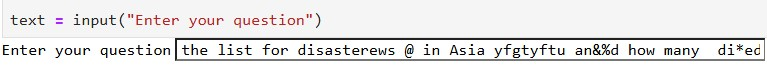 text = input("Enter your question")
Enter your question the list for disasterews @ in Asia yfgtyftu an&%d how many di*ed